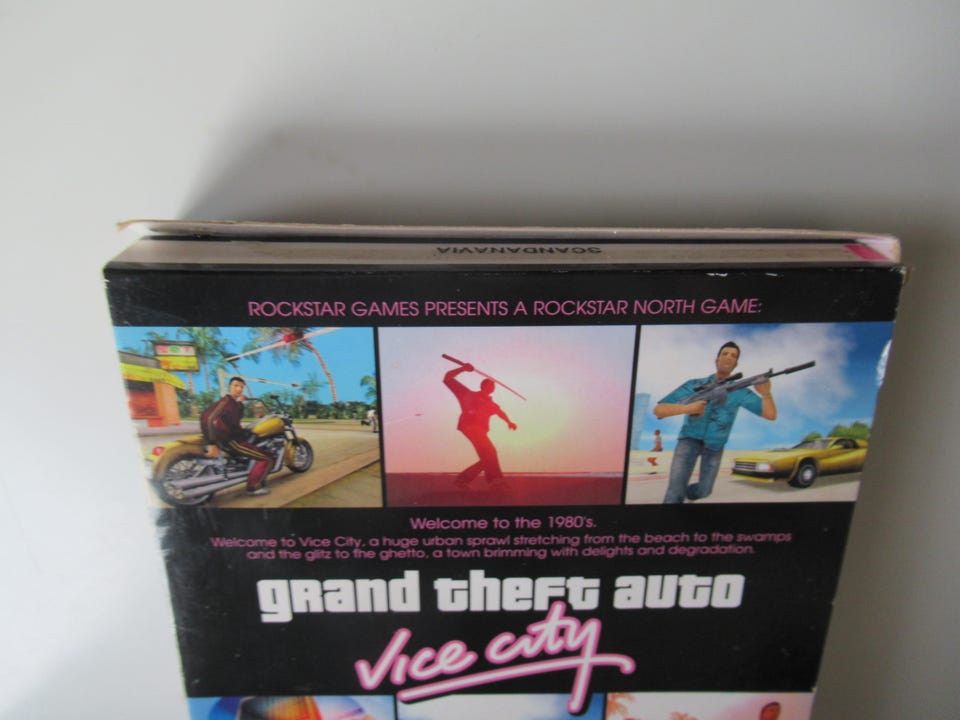 SCANDANAVIA
ROCKSTAR GAMES PRESENTS A ROCKSTAR NORTH GAME:
Welcome to the 1980's.
Welcome to Vice City, a huge urban sprawl stretching from the beach to the swamps
and the glitz to the ghetto, a town brimming with delights and degradation.
grand theft auto
Vice city